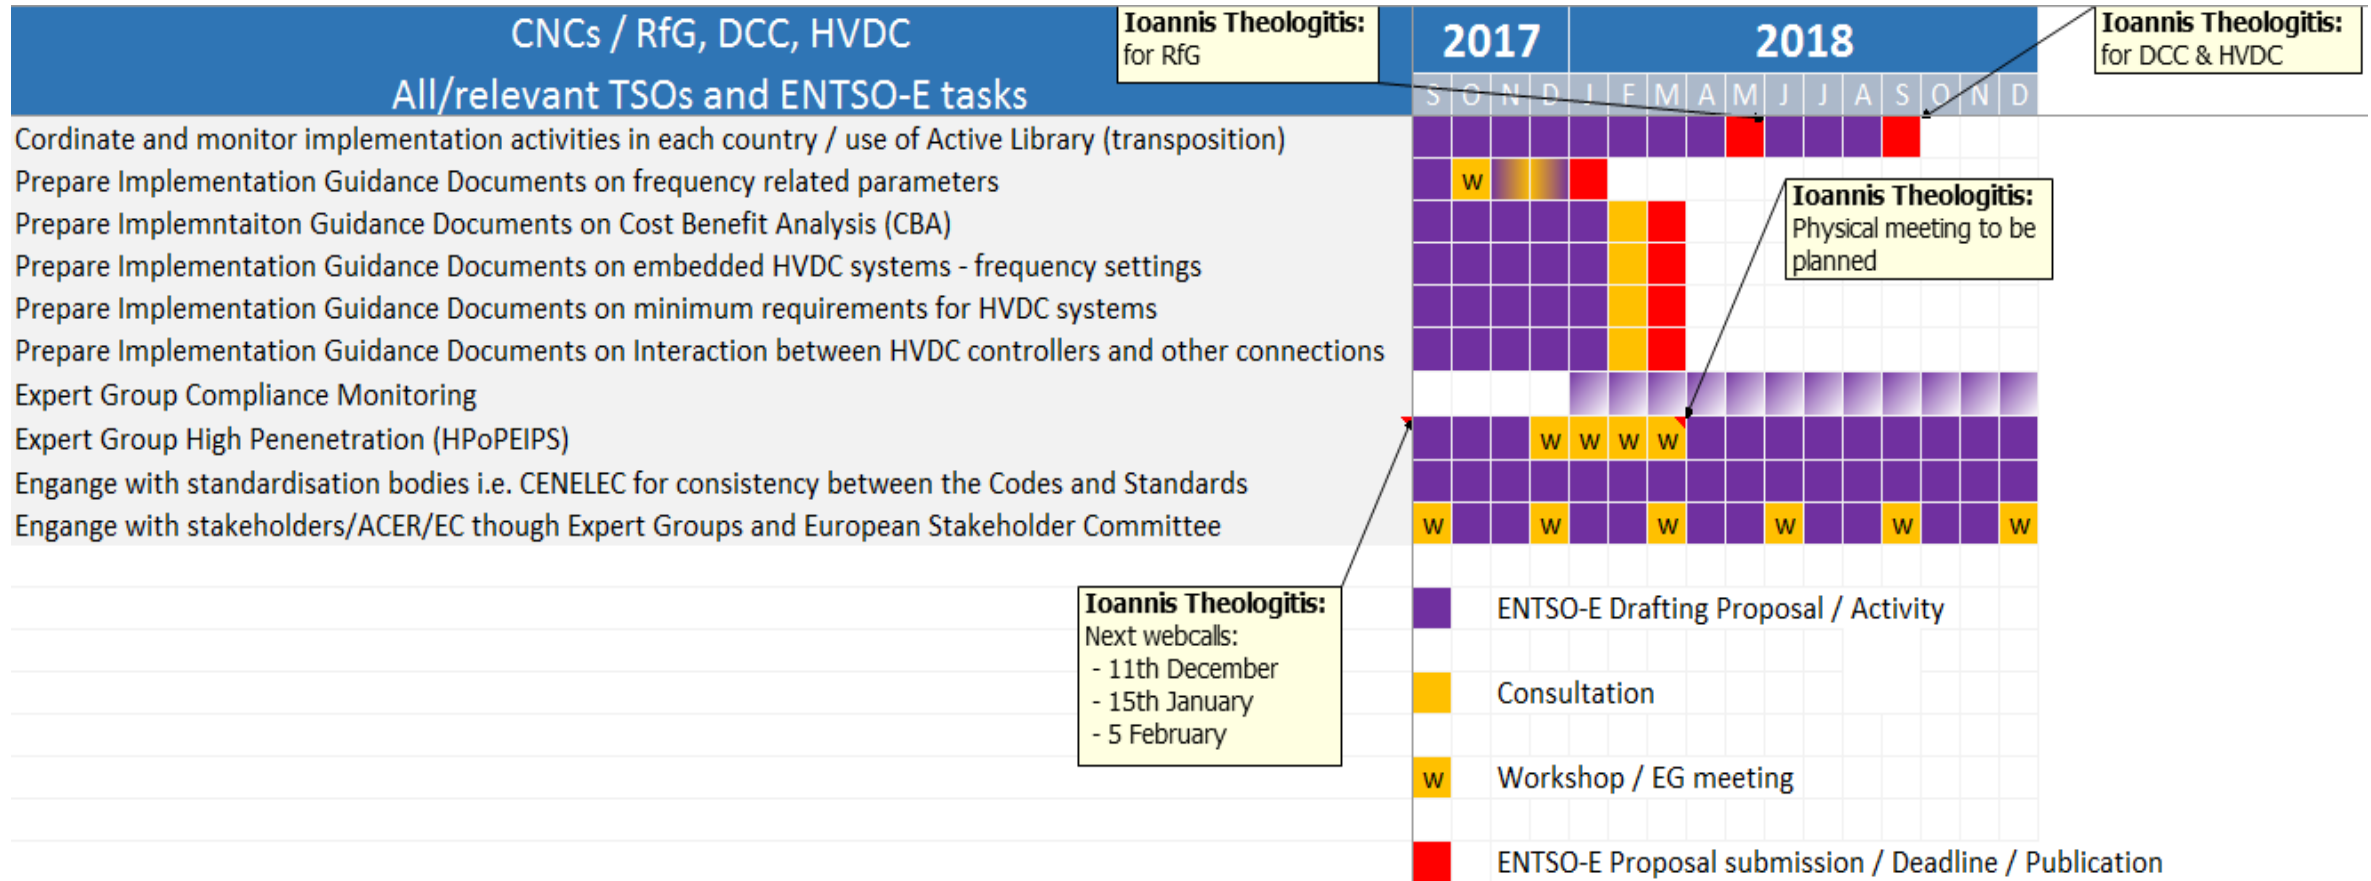 CNCs / RfG, DCC, HVDC
All/relevant TSOs and ENTSO-E tasks
Ioannis Theologitis:
for RfG
2017 2018
S O N D J F M A M J J A S O N D
Ioannis Theologitis:
for DCC & HVDC
Cordinate and monitor implementation activities in each country / use of Active Library (transposition)
Prepare Implementation Guidance Documents on frequency related parameters
w
Prepare Implemntaiton Guidance Documents on Cost Benefit Analysis (CBA)
Prepare Implementation Guidance Documents on embedded HVDC systems - frequency settings
Prepare Implementation Guidance Documents on minimum requirements for HVDC systems
Prepare Implementation Guidance Documents on Interaction between HVDC controllers and other connections
Ioannis Theologitis:
Physical meeting to be
planned
Expert Group Compliance Monitoring
Expert Group High Penenetration (HPoPEIPS)
w w w w
Engange with standardisation bodies i.e. CENELEC for consistency between the Codes and Standards
Engange with stakeholders/ACER/EC though Expert Groups and European Stakeholder Committee
w w w w w w
Ioannis Theologitis:
Next webcalls:
- 11th December
- 15th January
- 5 February
ENTSO-E Drafting Proposal / Activity
Consultation
w Workshop / EG meeting
ENTSO-E Proposal submission / Deadline / Publication